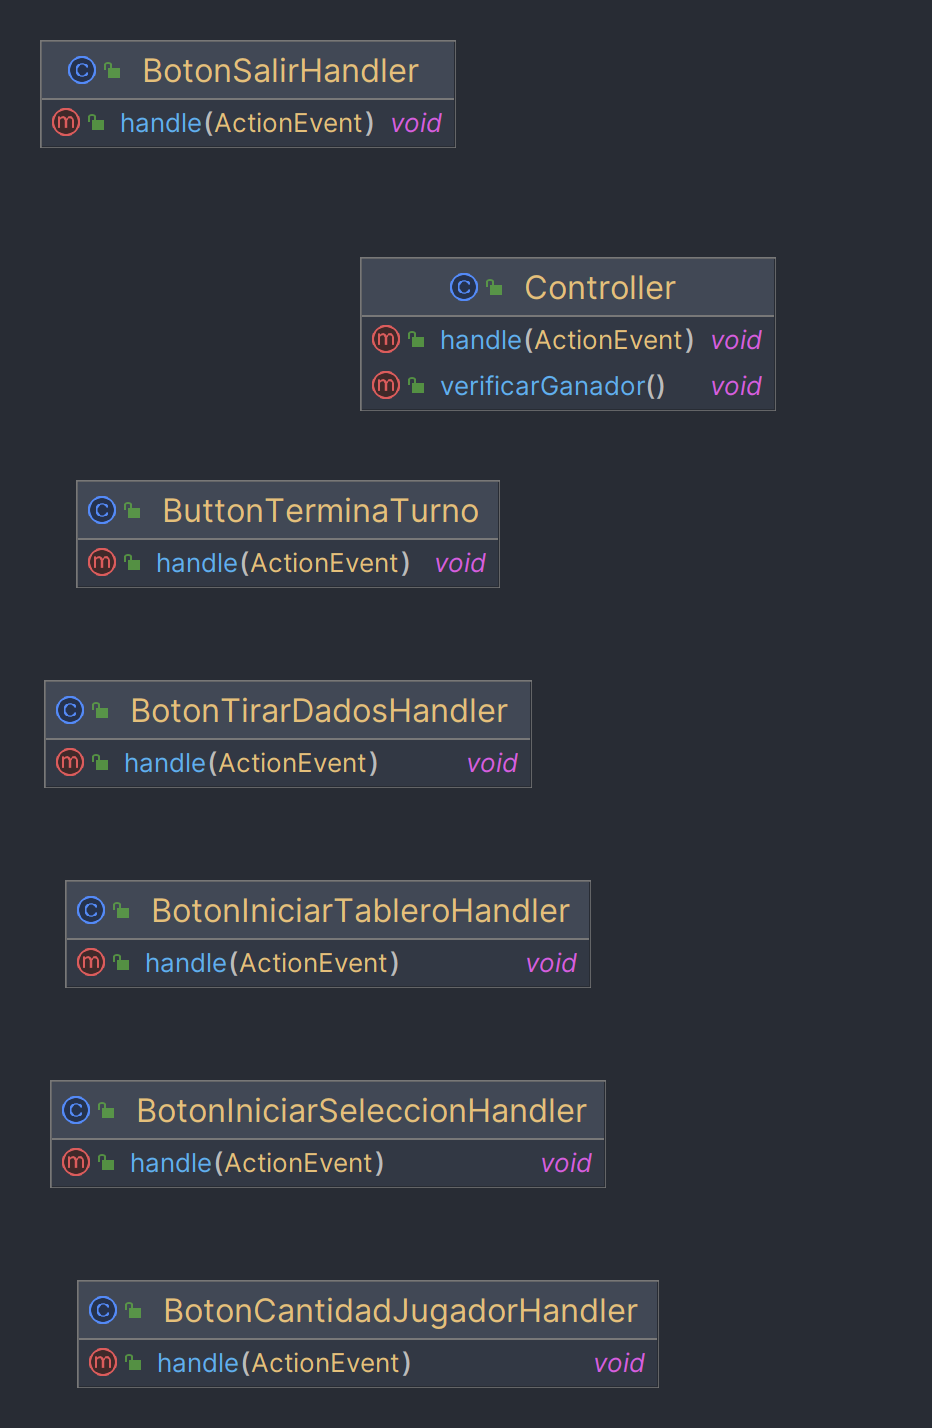 BotonSalirHandler
handle(ActionEvent) void
Controller
handle(ActionEvent) void
verificarGanador() void
ButtonTerminaTurno
handle(ActionEvent) void
BotonTirarDadosHandler
handle(ActionEvent) void
BotonIniciarTableroHandler
handle(ActionEvent) void
BotonIniciarSeleccionHandler
handle(ActionEvent) void
BotonCantidadJugadorHandler
handle(ActionEvent) void